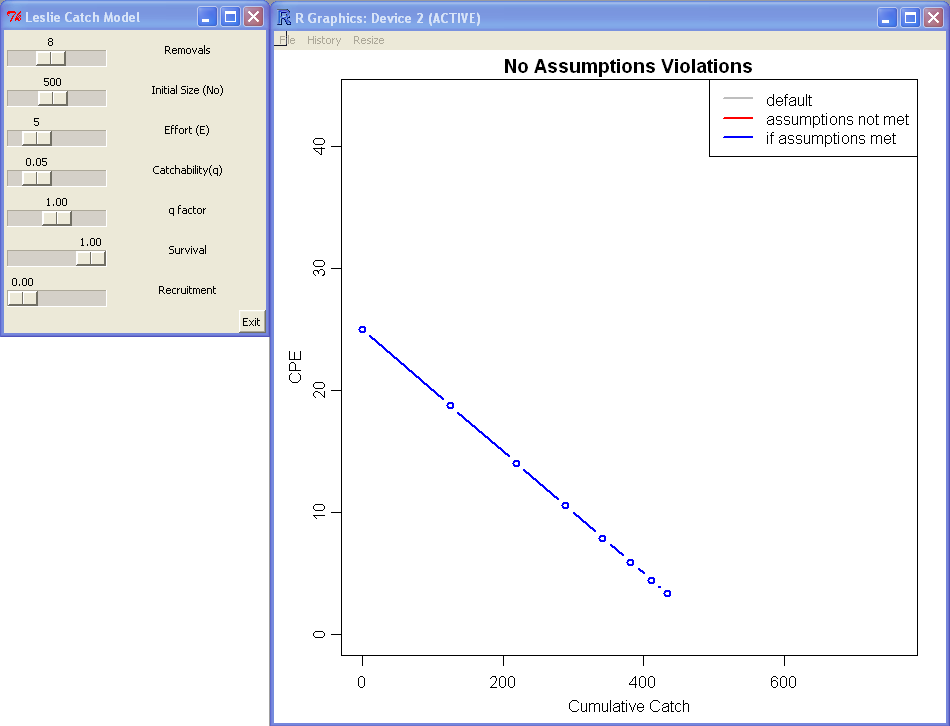 Leslie Catch Model
8
Removals
500
Initial Size (No)
5
Effort (E)
0.05
Catchability(q)
1.00
q factor
1.00
Survival
0.00
Recruitment
Exit
R Graphics: Device 2 (ACTIVE)
File History Resize
No Assumptions Violations
default
assumptions not met
if assumptions met
40
30
20
10
0
CPE
0 200 400 600
Cumulative Catch